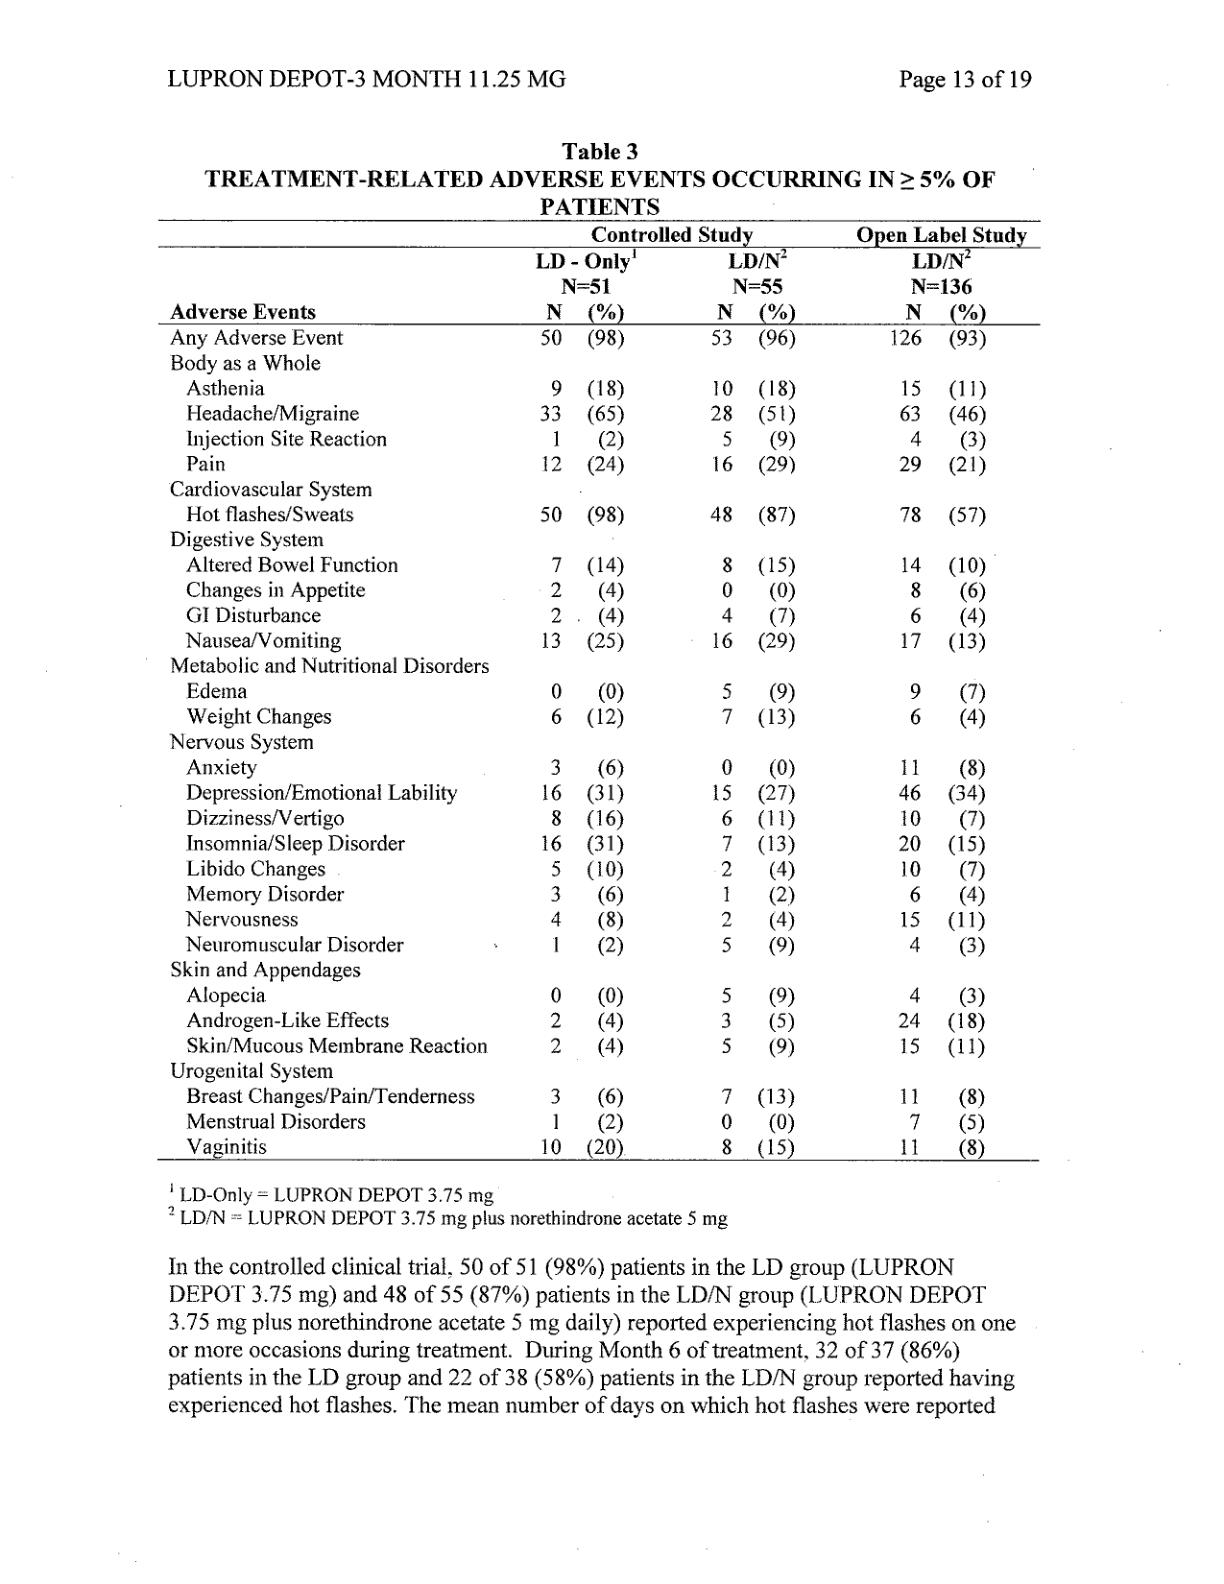 LUPRON DEPOT-3 MONTH 11.25 MG Page 13 of 19
Table 3
TREATMENT-RELATED ADVERSE EVENTS OCCURRING IN ≥ 5% OF
PATIENTS
Controlled Study Open Label Study
LD - Only¹ LD/N² LD/N²
N=51 N=55 N=136
Adverse Events N (%) N (%) N (%)
Any Adverse Event 50 (98) 53 (96) 126 (93)
Body as a Whole
Asthenia 9 (18) 10 (18) 15 (11)
Headache/Migraine 33 (65) 28 (51) 63 (46)
Injection Site Reaction 1 (2) 5 (9) 4 (3)
Pain 12 (24) 16 (29) 29 (21)
Cardiovascular System
Hot flashes/Sweats 50 (98) 48 (87) 78 (57)
Digestive System
Altered Bowel Function 7 (14) 8 (15) 14 (10)
Changes in Appetite 2 (4) 0 (0) 8 (6)
GI Disturbance 2 (4) 4 (7) 6 (4)
Nausea/Vomiting 13 (25) 16 (29) 17 (13)
Metabolic and Nutritional Disorders
Edema 0 (0) 5 (9) 9 (7)
Weight Changes 6 (12) 7 (13) 6 (4)
Nervous System
Anxiety 3 (6) 0 (0) 11 (8)
Depression/Emotional Lability 16 (31) 15 (27) 46 (34)
Dizziness/Vertigo 8 (16) 6 (11) 10 (7)
Insomnia/Sleep Disorder 16 (31) 7 (13) 20 (15)
Libido Changes 5 (10) 2 (4) 10 (7)
Memory Disorder 3 (6) 1 (2) 6 (4)
Nervousness 4 (8) 2 (4) 15 (11)
Neuromuscular Disorder 1 (2) 5 (9) 4 (3)
Skin and Appendages
Alopecia 0 (0) 5 (9) 4 (3)
Androgen-Like Effects 2 (4) 3 (5) 24 (18)
Skin/Mucous Membrane Reaction 2 (4) 5 (9) 15 (11)
Urogenital System
Breast Changes/Pain/Tenderness 3 (6) 7 (13) 11 (8)
Menstrual Disorders 1 (2) 0 (0) 7 (5)
Vaginitis 10 (20) 8 (15) 11 (8)
¹ LD-Only = LUPRON DEPOT 3.75 mg
² LD/N = LUPRON DEPOT 3.75 mg plus norethindrone acetate 5 mg
In the controlled clinical trial, 50 of 51 (98%) patients in the LD group (LUPRON
DEPOT 3.75 mg) and 48 of 55 (87%) patients in the LD/N group (LUPRON DEPOT
3.75 mg plus norethindrone acetate 5 mg daily) reported experiencing hot flashes on one
or more occasions during treatment. During Month 6 of treatment, 32 of 37 (86%)
patients in the LD group and 22 of 38 (58%) patients in the LD/N group reported having
experienced hot flashes. The mean number of days on which hot flashes were reported